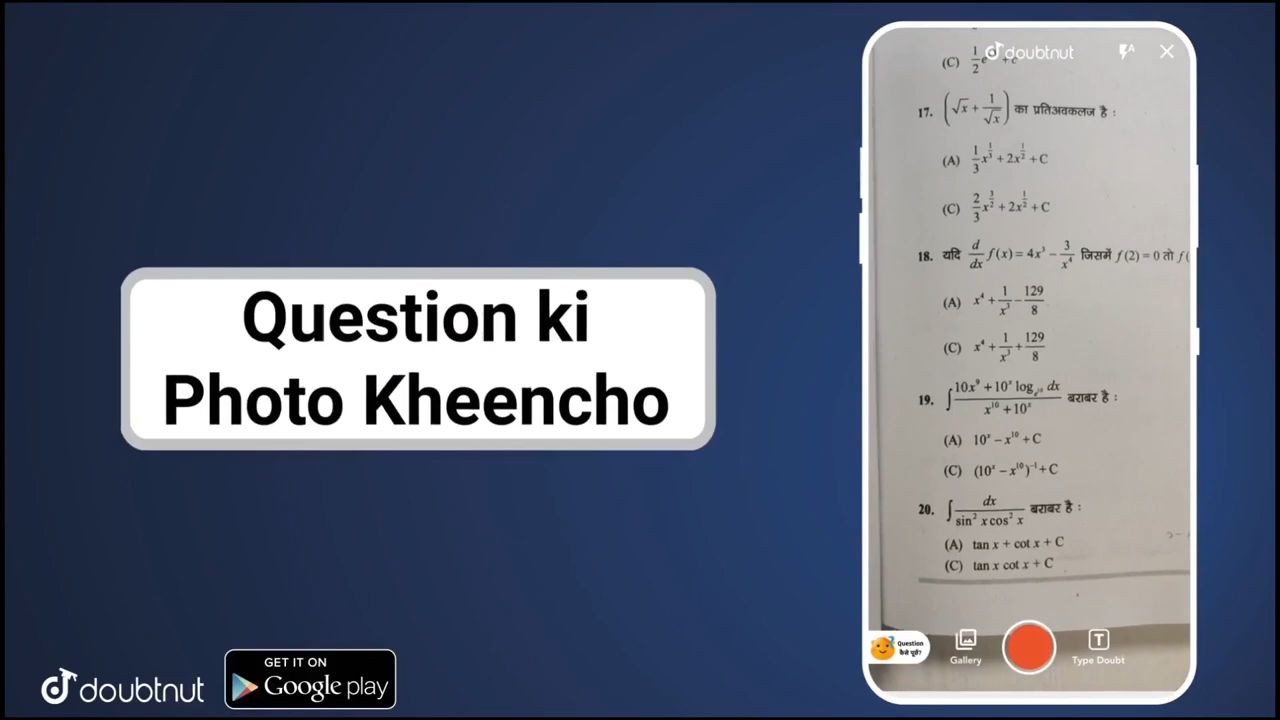 Question ki
Photo Kheencho
doubtnut
GET IT ON
Google play
doubtnut
(C) 1/2
17. (√x + 1/√x) का प्रतिअवकलज है :
(A) 1/3 x^(1/3) + 2x^(1/2) + C
(C) 2/3 x^(3/2) + 2x^(1/2) + C
18. यदि d/dx f(x) = 4x³ − 3/x⁴ जिसमें f(2) = 0 तो f(
(A) x⁴ + 1/x³ − 129/8
(C) x⁴ + 1/x³ + 129/8
19. ∫ (10x⁹ + 10ˣ log dx)/(x¹⁰ + 10ˣ) बराबर है :
(A) 10ˣ − x¹⁰ + C
(C) (10ˣ − x¹⁰)⁻¹ + C
20. ∫ dx/(sin² x cos² x) बराबर है :
(A) tan x + cot x + C
(C) tan x cot x + C
Question
कैसे पूछें?
Gallery
T
Type Doubt